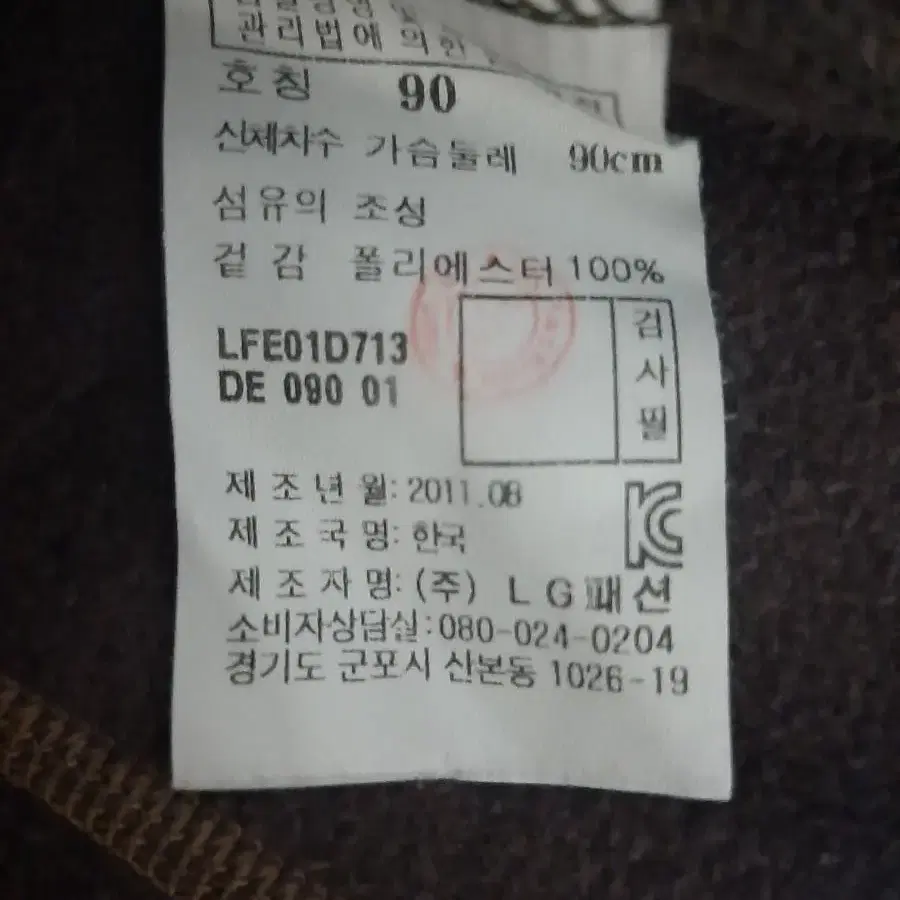 관리법에 의한
호칭 90
신체치수 가슴둘레 90cm
섬유의 조성
겉감 폴리에스터 100%
LFE01D713
DE 090 01
검사필
제조년월: 2011.08
제조국명: 한국
제조자명: (주) LG패션
소비자상담실:080-024-0204
경기도 군포시 산본동 1026-19